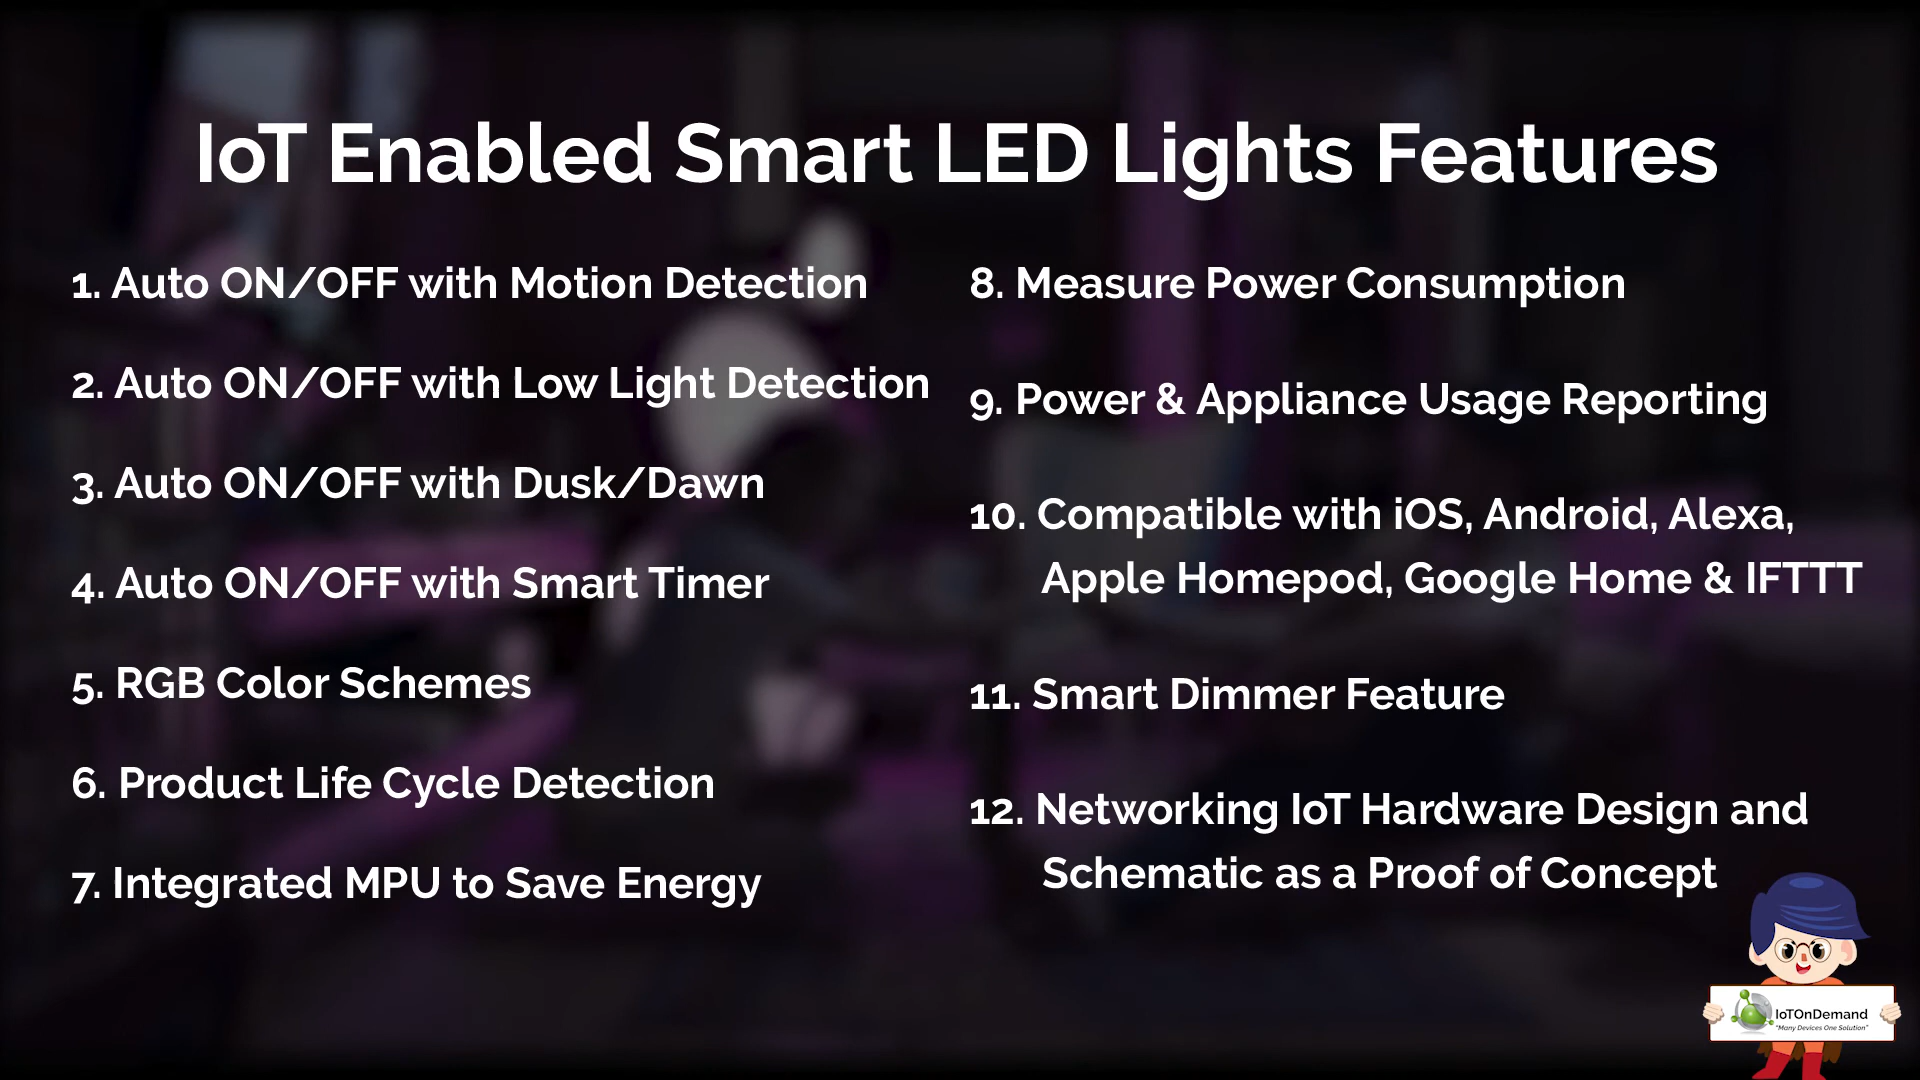 IoT Enabled Smart LED Lights Features
1. Auto ON/OFF with Motion Detection
2. Auto ON/OFF with Low Light Detection
3. Auto ON/OFF with Dusk/Dawn
4. Auto ON/OFF with Smart Timer
5. RGB Color Schemes
6. Product Life Cycle Detection
7. Integrated MPU to Save Energy
8. Measure Power Consumption
9. Power & Appliance Usage Reporting
10. Compatible with iOS, Android, Alexa,
Apple Homepod, Google Home & IFTTT
11. Smart Dimmer Feature
12. Networking IoT Hardware Design and
Schematic as a Proof of Concept
IoTOnDemand
"Many Devices One Solution"